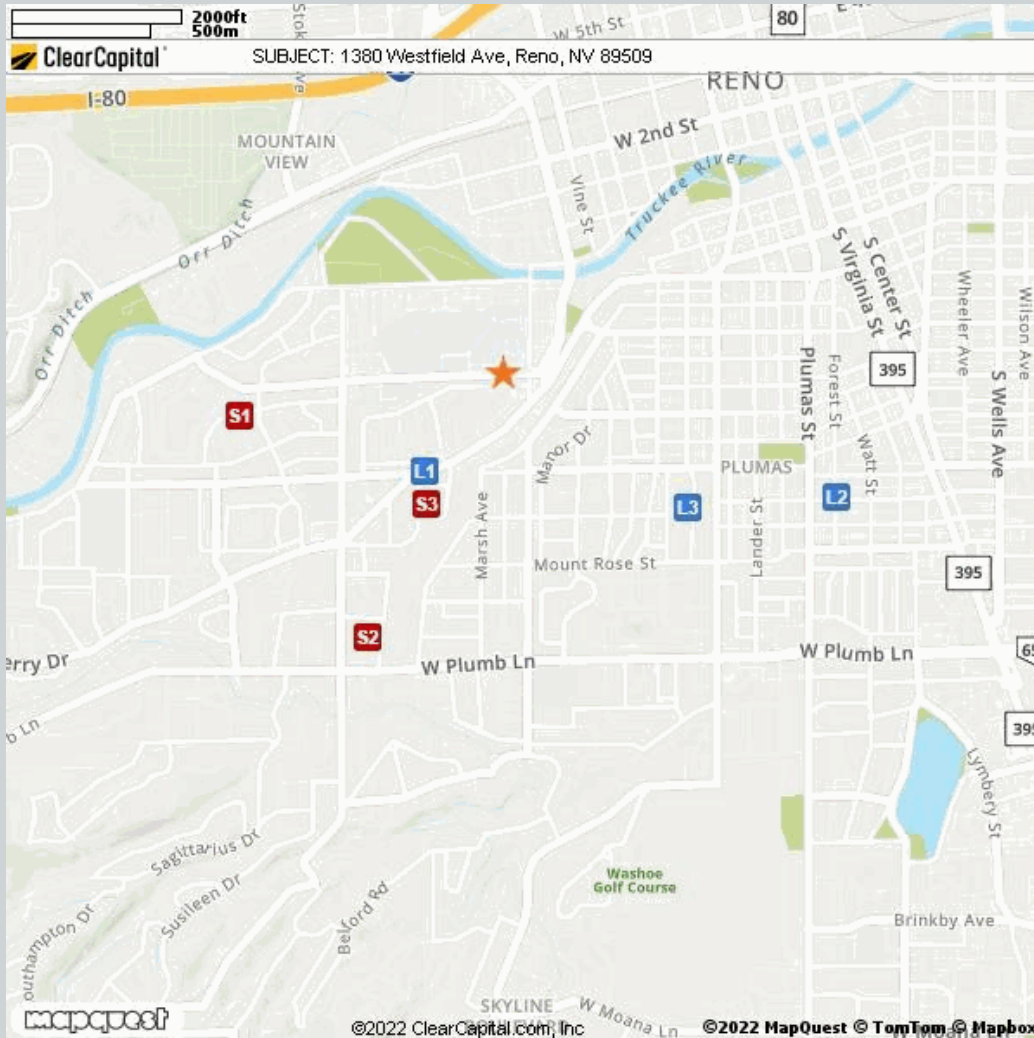 2000ft
500m
W 5th St
80
ClearCapital
SUBJECT: 1380 Westfield Ave, Reno, NV 89509
RENO
I-80
MOUNTAIN
VIEW
W 2nd St
Vine St
Truckee River
Orr Ditch
Orr Ditch
S Virginia St
S Center St
Wheeler Ave
Wilson Ave
395
Plumas St
Forest St
S Wells Ave
S1
Manor Dr
Watt St
PLUMAS
L1
S3
L3
L2
Marsh Ave
Lander St
Mount Rose St
395
S2
W Plumb Ln
W Plumb Ln
erry Dr
65
b Ln
395
Lymbery St
Sagittarius Dr
Susileen Dr
Belford Rd
Washoe
Golf Course
outhampton Dr
Brinkby Ave
SKYLINE
W Moana Ln
mapquest
©2022 ClearCapital.com, Inc
©2022 MapQuest © TomTom © Mapbox